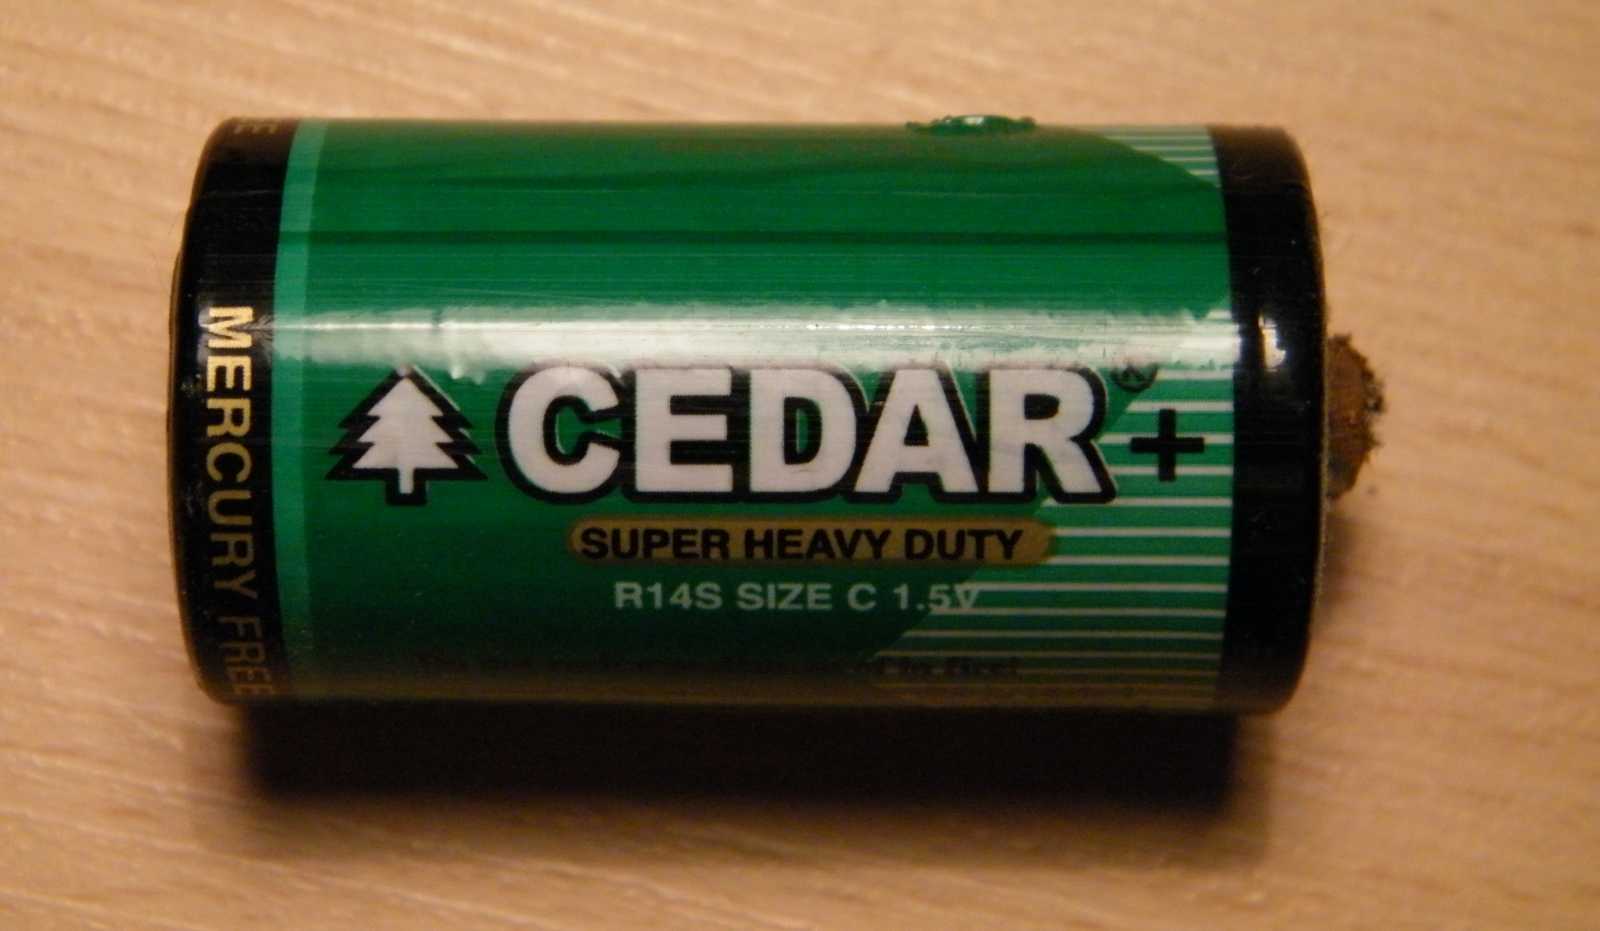 MERCURY FREE
CEDAR® +
SUPER HEAVY DUTY
R14S SIZE C 1.5V